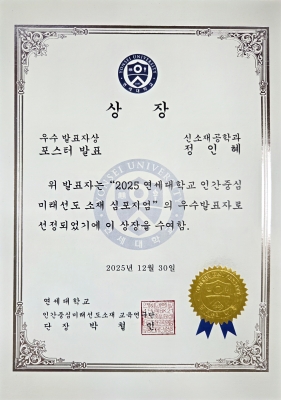 YONSEI UNIVERSITY
상 장
우수 발표자상 신소재공학과
포스터 발표 정인혜
위 발표자는 “2025 연세대학교 인간중심
미래선도 소재 심포지엄” 의 우수발표자로
선정되었기에 이 상장을 수여함.
2025년 12월 30일
연세대학교
인간중심미래선도소재 교육연구단
단장 박철민